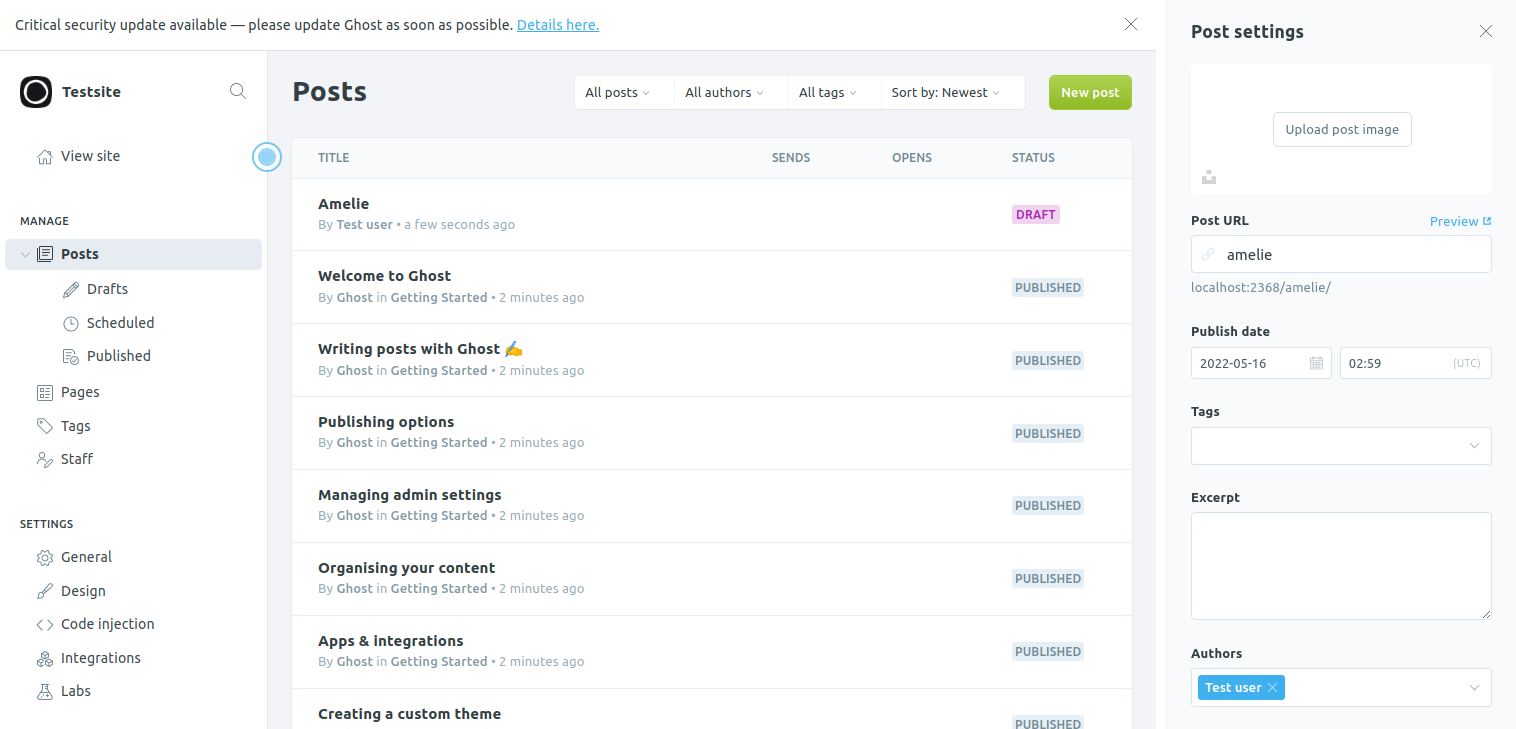 Critical security update available — please update Ghost as soon as possible. Details here.
Testsite
View site
MANAGE
Posts
Drafts
Scheduled
Published
Pages
Tags
Staff
SETTINGS
General
Design
Code injection
Integrations
Labs
Posts
All posts
All authors
All tags
Sort by: Newest
New post
TITLE SENDS OPENS STATUS
Amelie
By Test user • a few seconds ago
DRAFT
Welcome to Ghost
By Ghost in Getting Started • 2 minutes ago
PUBLISHED
Writing posts with Ghost ✍️
By Ghost in Getting Started • 2 minutes ago
PUBLISHED
Publishing options
By Ghost in Getting Started • 2 minutes ago
PUBLISHED
Managing admin settings
By Ghost in Getting Started • 2 minutes ago
PUBLISHED
Organising your content
By Ghost in Getting Started • 2 minutes ago
PUBLISHED
Apps & integrations
By Ghost in Getting Started • 2 minutes ago
PUBLISHED
Creating a custom theme
PUBLISHED
Post settings
Upload post image
Post URL Preview
amelie
localhost:2368/amelie/
Publish date
2022-05-16 02:59 (UTC)
Tags
Excerpt
Authors
Test user